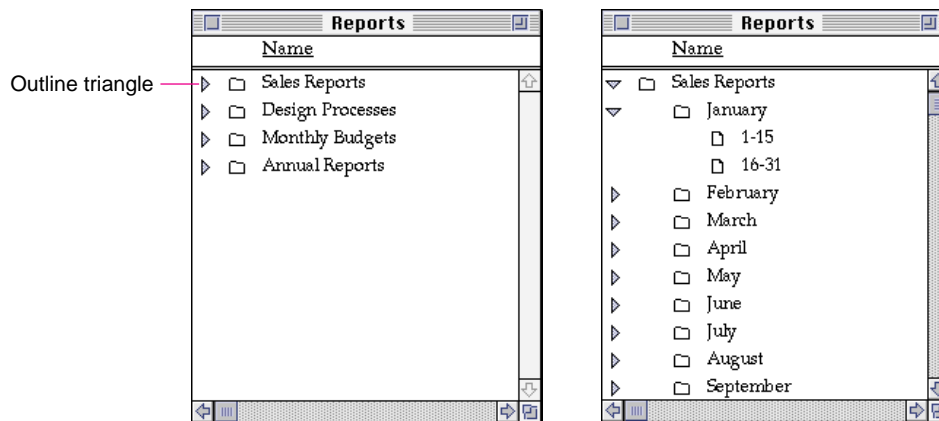 Reports
Name
Outline triangle
Sales Reports
Design Processes
Monthly Budgets
Annual Reports
Reports
Name
Sales Reports
January
1-15
16-31
February
March
April
May
June
July
August
September